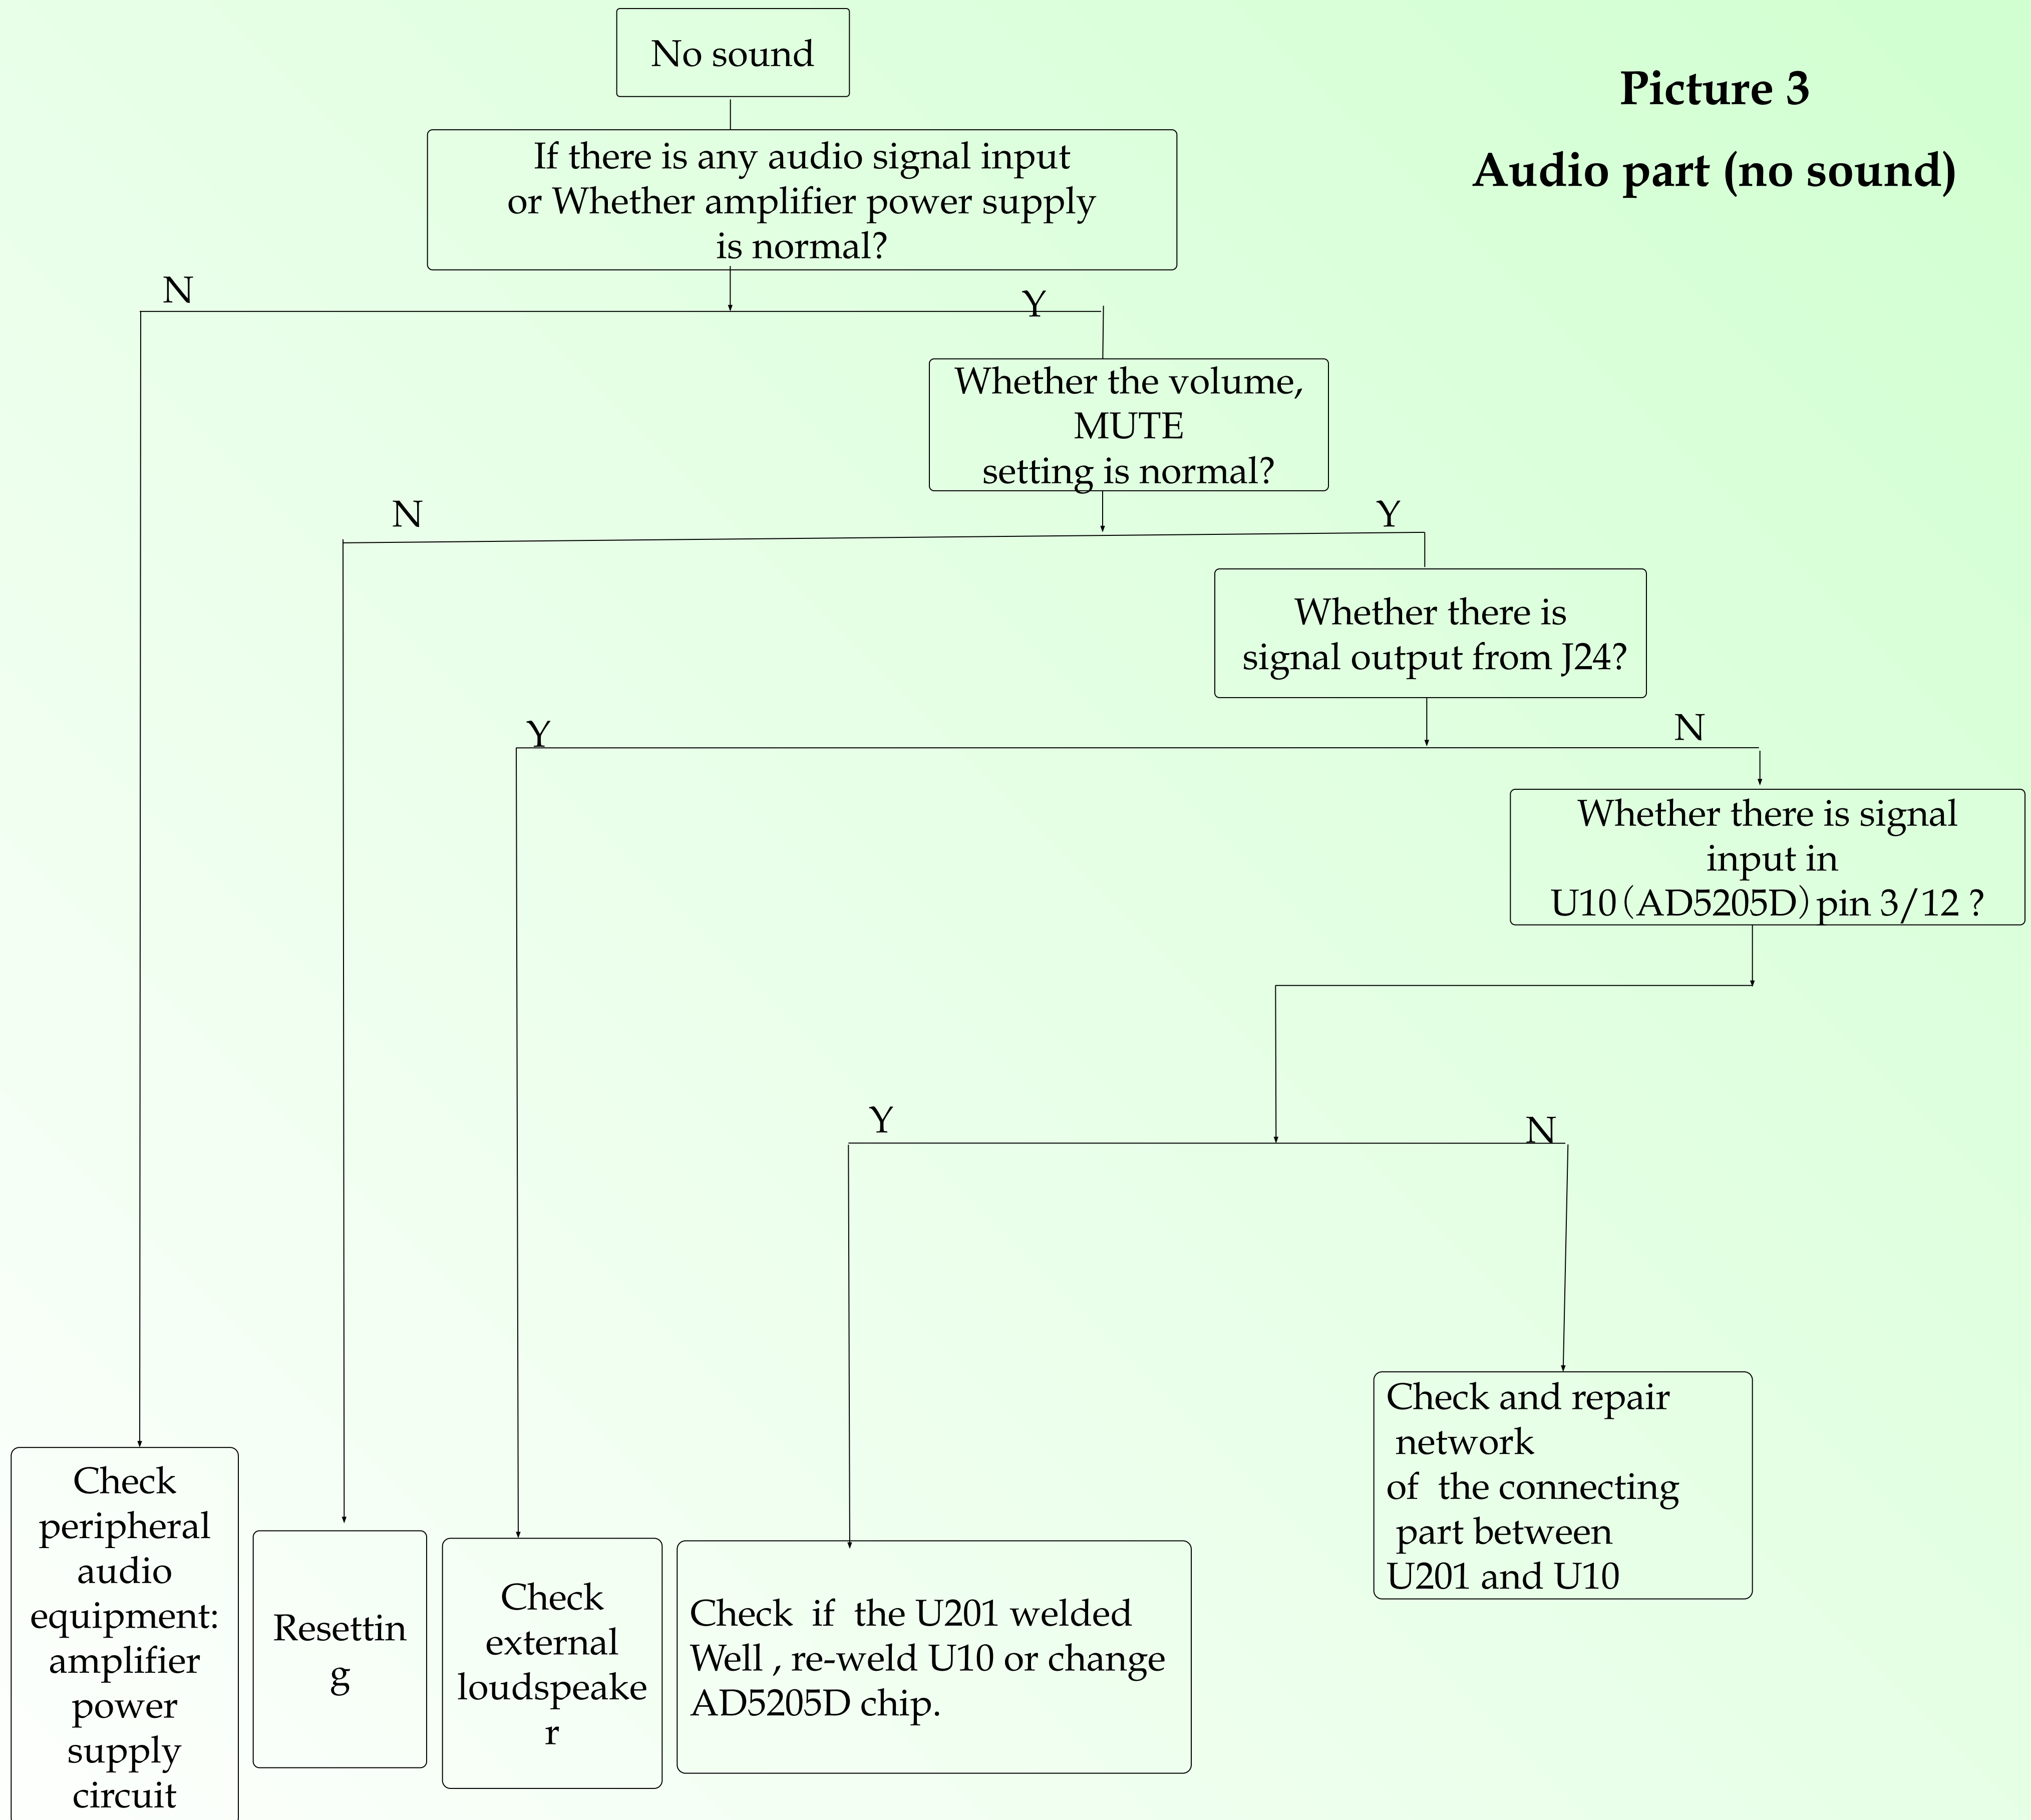 No sound
Picture 3
Audio part (no sound)
If there is any audio signal input
or Whether amplifier power supply
is normal?
N
Y
Whether the volume,
MUTE
setting is normal?
N
Y
Whether there is
signal output from J24?
Y
N
Whether there is signal
input in
U10（AD5205D）pin 3/12 ?
Y
N
Check
peripheral
audio
equipment:
amplifier
power
supply
circuit
Resettin
g
Check
external
loudspeake
r
Check if the U201 welded
Well , re-weld U10 or change
AD5205D chip.
Check and repair
network
of the connecting
part between
U201 and U10